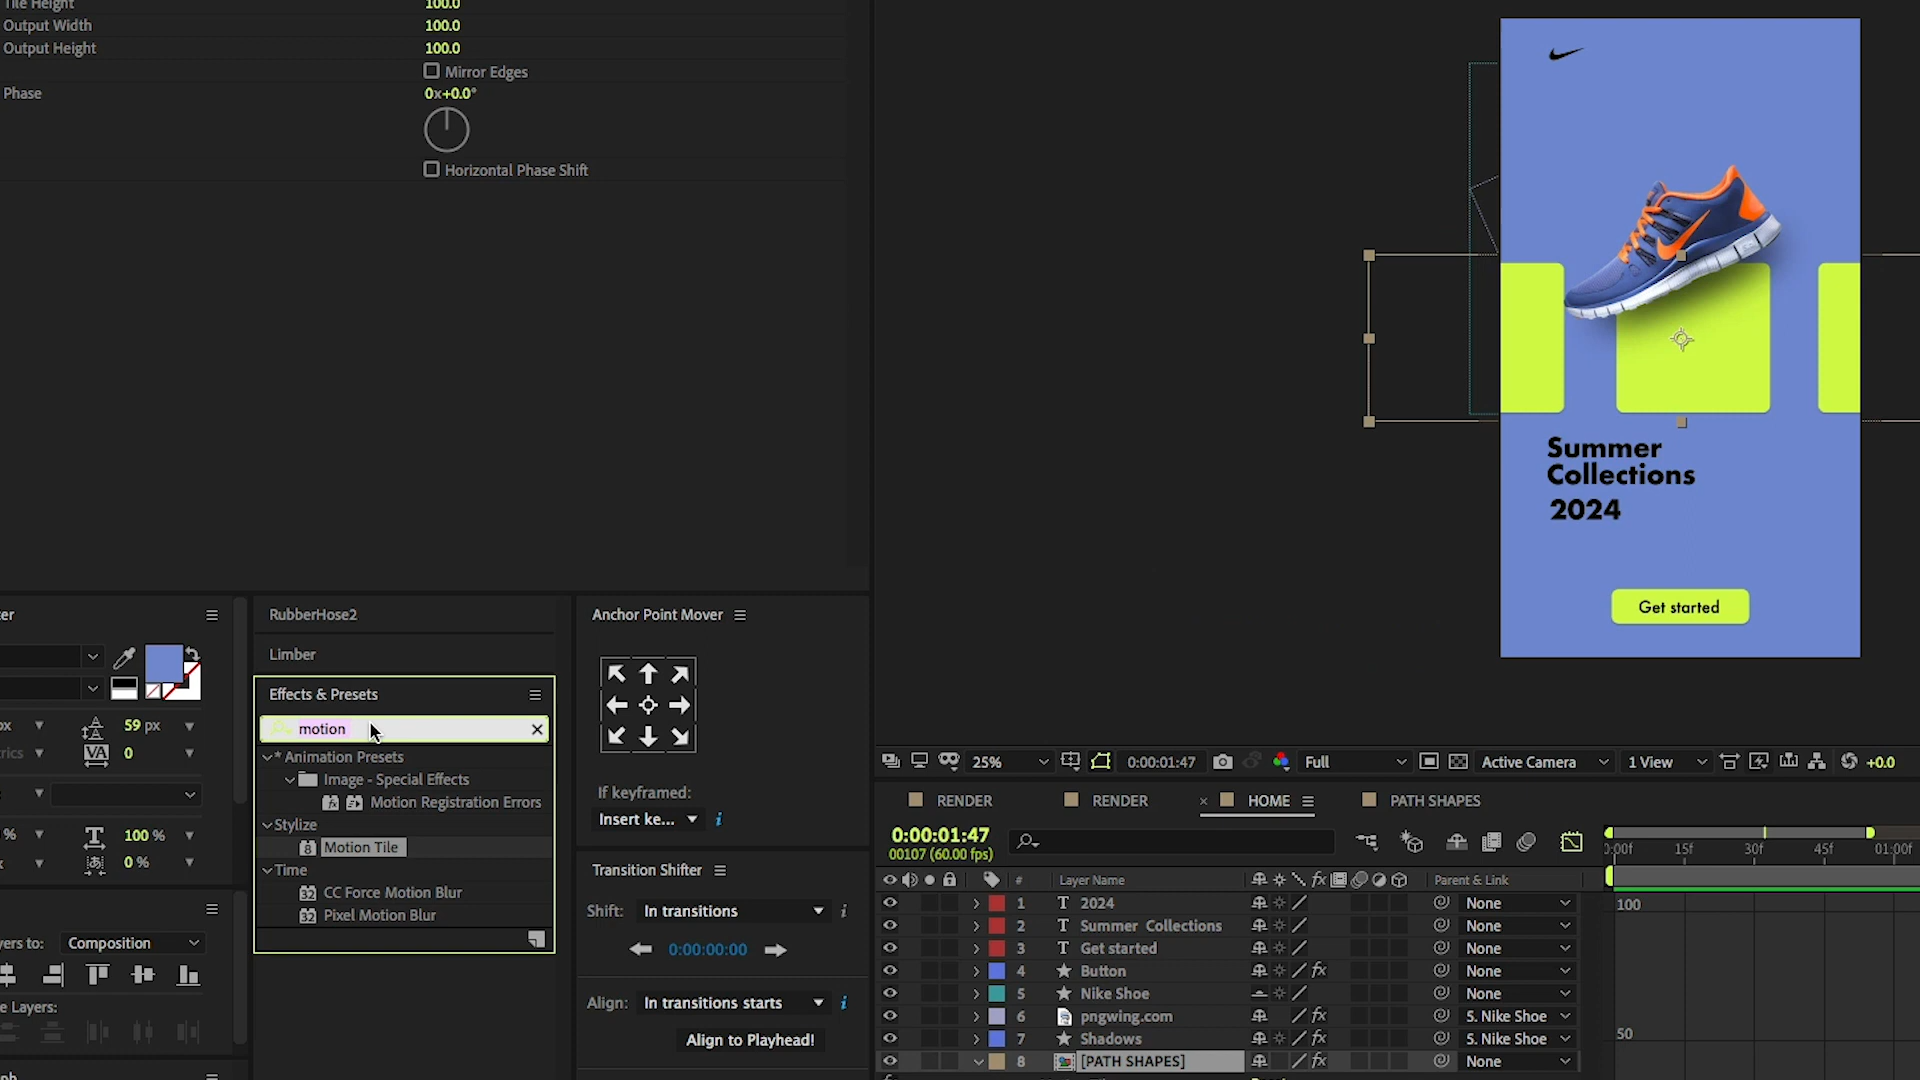 Tile Height 100.0
Output Width 100.0
Output Height 100.0
Mirror Edges
Phase 0x+0.0°
Horizontal Phase Shift
Summer
Collections
2024
Get started
RubberHose2
Limber
Effects & Presets
motion
* Animation Presets
Image - Special Effects
Motion Registration Errors
Stylize
Motion Tile
Time
CC Force Motion Blur
Pixel Motion Blur
59 px
VA 0
100 %
0 %
Composition
Layers:
Anchor Point Mover
If keyframed:
Insert ke...
Transition Shifter
Shift: In transitions
0:00:00:00
Align: In transitions starts
Align to Playhead!
25% 0:00:01:47 Full Active Camera 1 View +0.0
RENDER RENDER × HOME PATH SHAPES
0:00:01:47
00107 (60.00 fps)
15f 30f 45f 01:00f
# Layer Name fx Parent & Link
1 T 2024 None
2 T Summer Collections None
3 T Get started None
4 Button fx None
5 Nike Shoe None
6 pngwing.com fx 5. Nike Shoe
7 Shadows fx 5. Nike Shoe
8 [PATH SHAPES] fx None
100
50